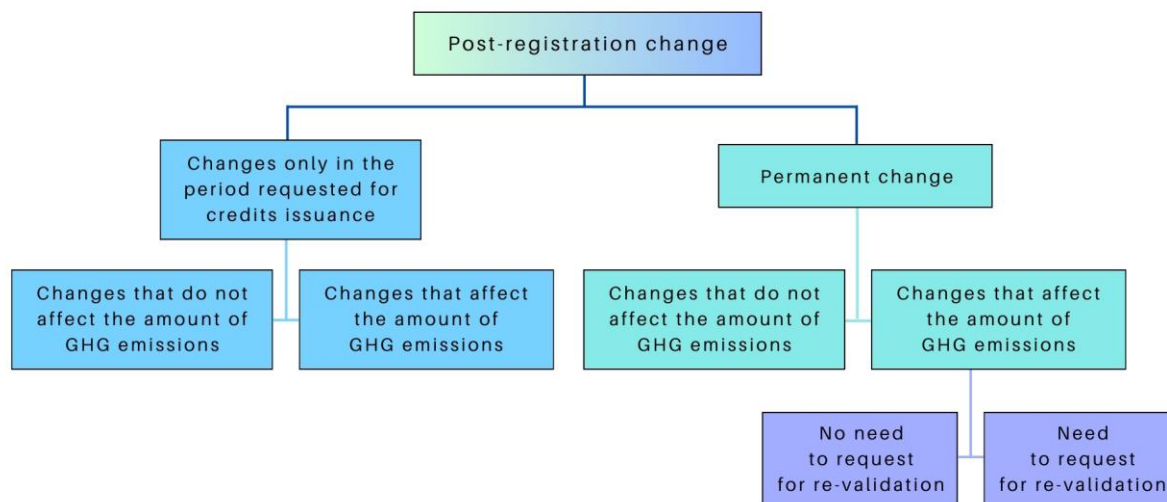 Post-registration change
Changes only in the
period requested for
credits issuance
Permanent change
Changes that do not
affect the amount of
GHG emissions
Changes that affect
the amount of
GHG emissions
Changes that do not
affect the amount of
GHG emissions
Changes that affect
the amount of
GHG emissions
No need
to request
for re-validation
Need
to request
for re-validation